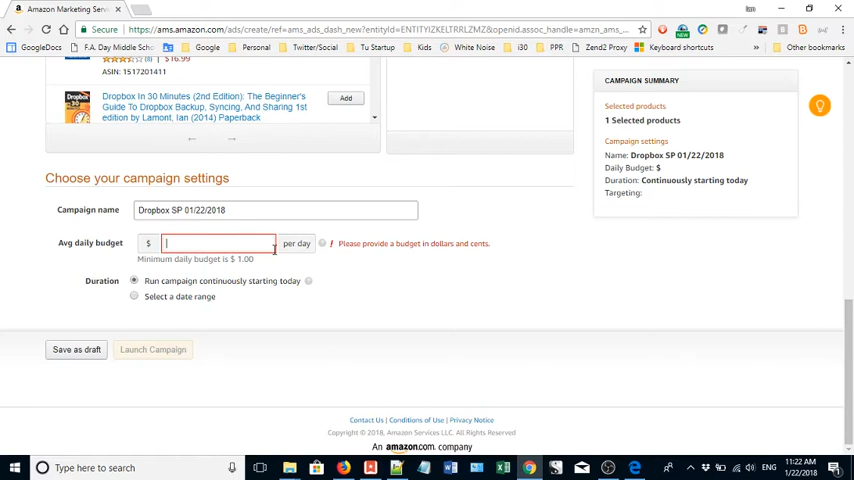 Amazon Marketing Servi
Secure
https://ams.amazon.com/ads/create/ref=ams_ads_dash_new?entityId=ENTITYIZKELTRRLZMZ&openid.assoc_handle=amzn_ams_...
GoogleDocs
F.A. Day Middle School
Google
Personal
Twitter/Social
Tu Startup
Kids
White Noise
i30
PPR
Zend2 Proxy
Keyboard shortcuts
Other bookmarks
(8) | $16.99
ASIN: 1517201411
Dropbox In 30 Minutes (2nd Edition): The Beginner's
Guide To Dropbox Backup, Syncing, And Sharing 1st
edition by Lamont, Ian (2014) Paperback
Add
CAMPAIGN SUMMARY
Selected products
1 Selected products
Campaign settings
Name: Dropbox SP 01/22/2018
Daily Budget: $
Duration: Continuously starting today
Targeting:
Choose your campaign settings
Campaign name
Dropbox SP 01/22/2018
Avg daily budget
$
per day
! Please provide a budget in dollars and cents.
Minimum daily budget is $ 1.00
Duration
Run campaign continuously starting today
Select a date range
Save as draft
Launch Campaign
Contact Us | Conditions of Use | Privacy Notice
Copyright © 2018, Amazon Services LLC. All Rights Reserved.
An amazon.com company
Type here to search
ENG
11:22 AM
1/22/2018